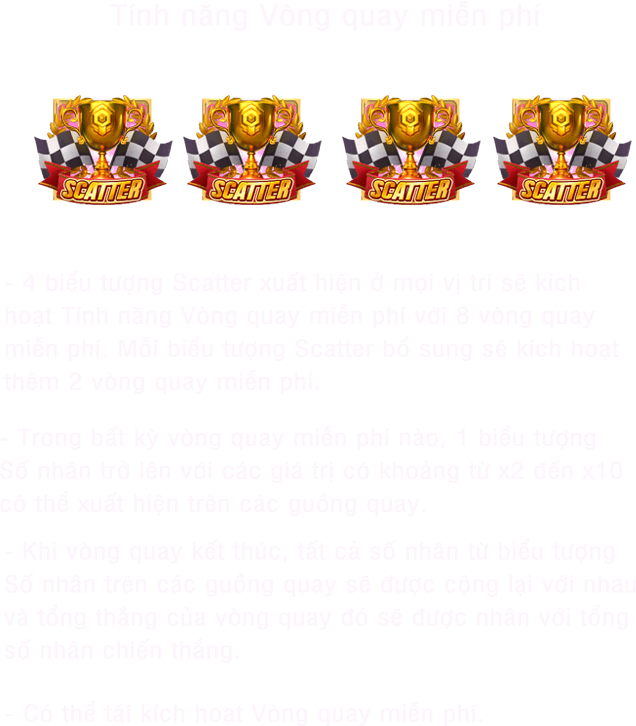 Tính năng Vòng quay miễn phí
SCATTER SCATTER SCATTER SCATTER
- 4 biểu tượng Scatter xuất hiện ở mọi vị trí sẽ kích
hoạt Tính năng Vòng quay miễn phí với 8 vòng quay
miễn phí. Mỗi biểu tượng Scatter bổ sung sẽ kích hoạt
thêm 2 vòng quay miễn phí.
- Trong bất kỳ vòng quay miễn phí nào, 1 biểu tượng
Số nhân trở lên với các giá trị có khoảng từ x2 đến x10
có thể xuất hiện trên các guồng quay.
- Khi vòng quay kết thúc, tất cả số nhân từ biểu tượng
Số nhân trên các guồng quay sẽ được cộng lại với nhau
và tổng thắng của vòng quay đó sẽ được nhân với tổng
số nhân chiến thắng.
- Có thể tái kích hoạt Vòng quay miễn phí.